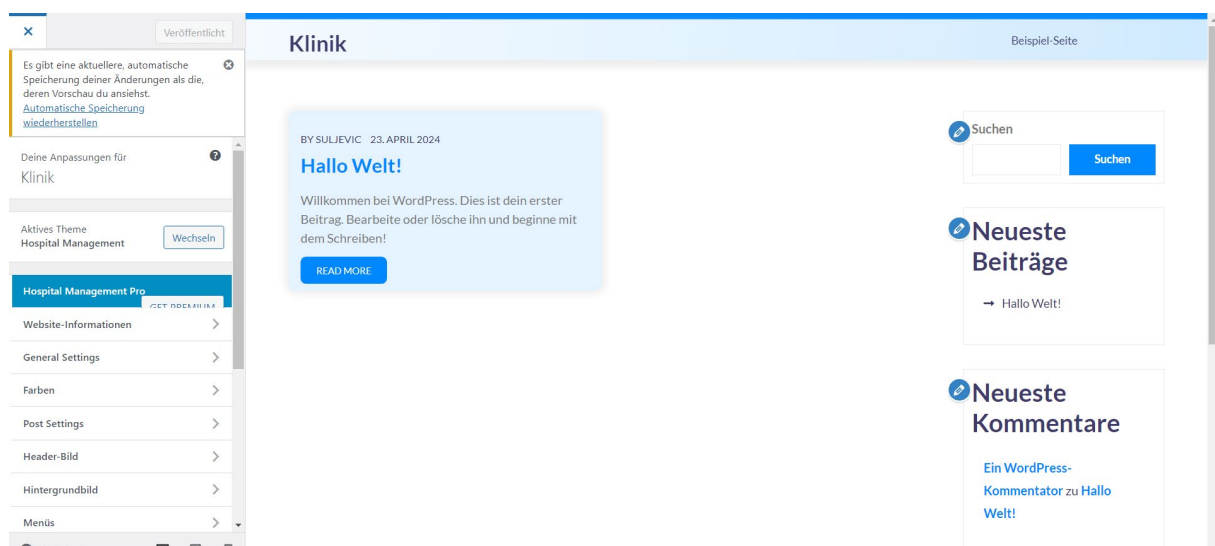 Veröffentlicht
Es gibt eine aktuellere, automatische
Speicherung deiner Änderungen als die,
deren Vorschau du ansiehst.
Automatische Speicherung
wiederherstellen
Deine Anpassungen für
Klinik
Aktives Theme
Hospital Management
Wechseln
Hospital Management Pro
GET PREMIUM
Website-Informationen
General Settings
Farben
Post Settings
Header-Bild
Hintergrundbild
Menüs
Klinik
Beispiel-Seite
BY SULJEVIC 23. APRIL 2024
Hallo Welt!
Willkommen bei WordPress. Dies ist dein erster
Beitrag. Bearbeite oder lösche ihn und beginne mit
dem Schreiben!
READ MORE
Suchen
Suchen
Neueste
Beiträge
→ Hallo Welt!
Neueste
Kommentare
Ein WordPress-
Kommentator zu Hallo
Welt!